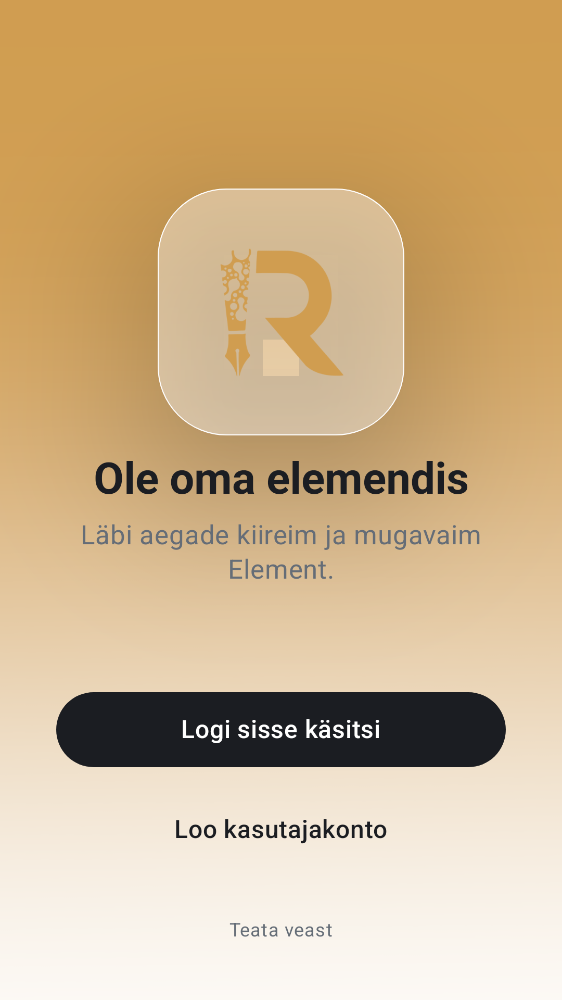 R
Ole oma elemendis
Läbi aegade kiireim ja mugavaim
Element.
Logi sisse käsitsi
Loo kasutajakonto
Teata veast